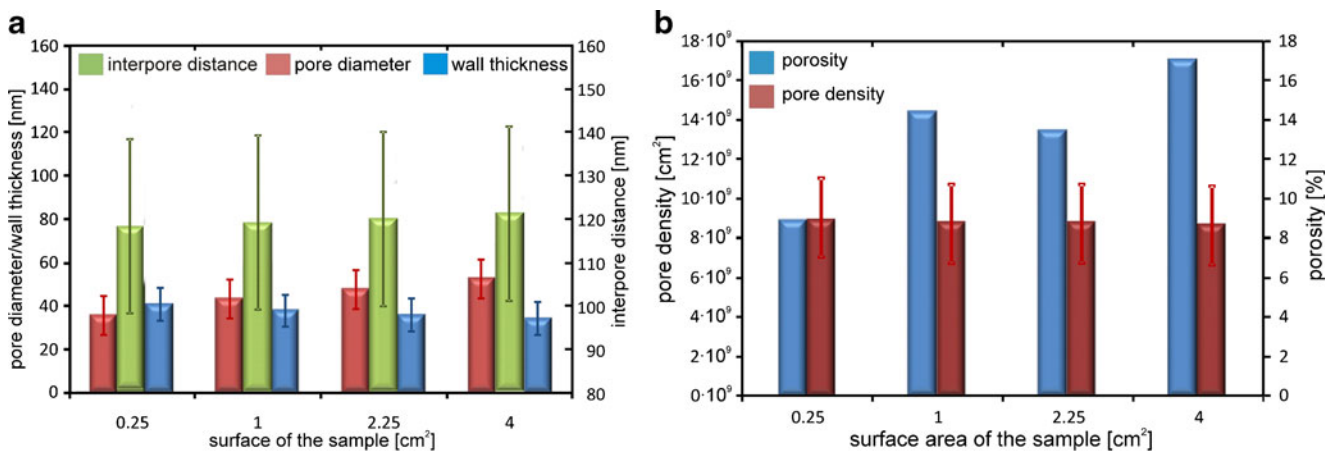 a
160
140
120
100
80
60
40
20
0
pore diameter/wall thickness [nm]
interpore distance pore diameter wall thickness
160
150
140
130
120
110
100
90
80
interpore distance [nm]
0.25 1 2.25 4
surface of the sample [cm²]
b
18·10⁹
16·10⁹
14·10⁹
12·10⁹
10·10⁹
8·10⁹
6·10⁹
4·10⁹
2·10⁹
0·10⁹
pore density [cm²]
porosity
pore density
18
16
14
12
10
8
6
4
2
0
porosity [%]
0.25 1 2.25 4
surface area of the sample [cm²]